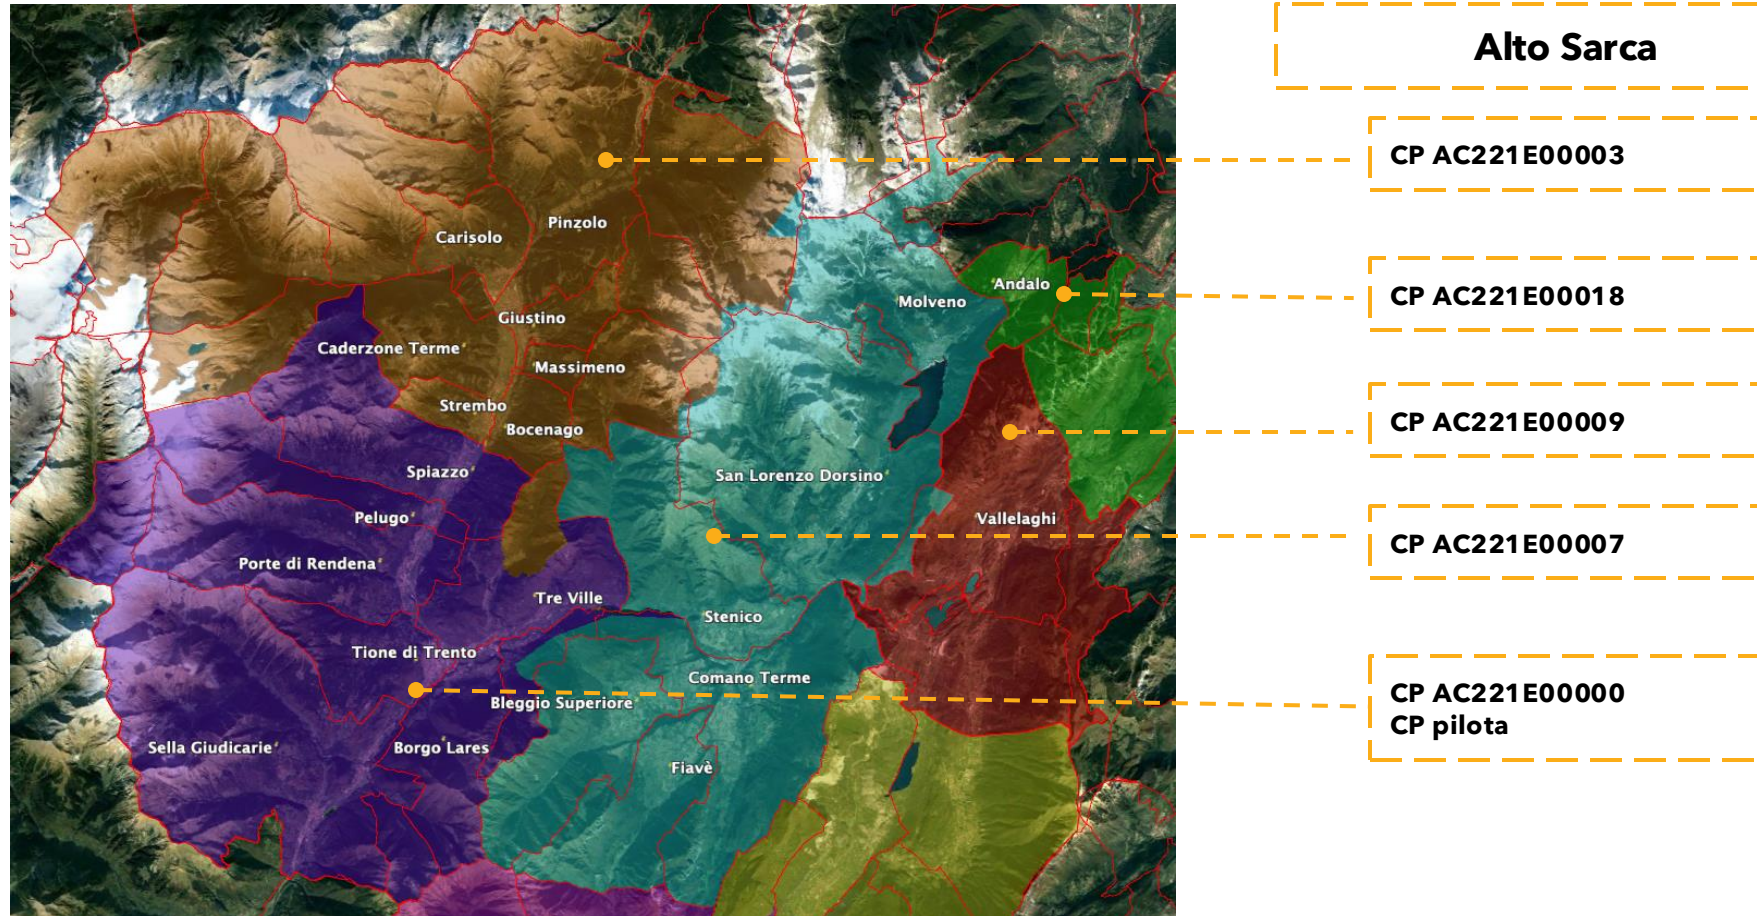 Alto Sarca
CP AC221E00003
CP AC221E00018
CP AC221E00009
CP AC221E00007
CP AC221E00000
CP pilota
Pinzolo
Carisolo
Andalo
Molveno
Giustino
Caderzone Terme
Massimeno
Strembo
Bocenago
Spiazzo
San Lorenzo Dorsino
Pelugo
Vallelaghi
Porte di Rendena
Tre Ville
Stenico
Tione di Trento
Comano Terme
Bleggio Superiore
Sella Giudicarie
Borgo Lares
Fiavè